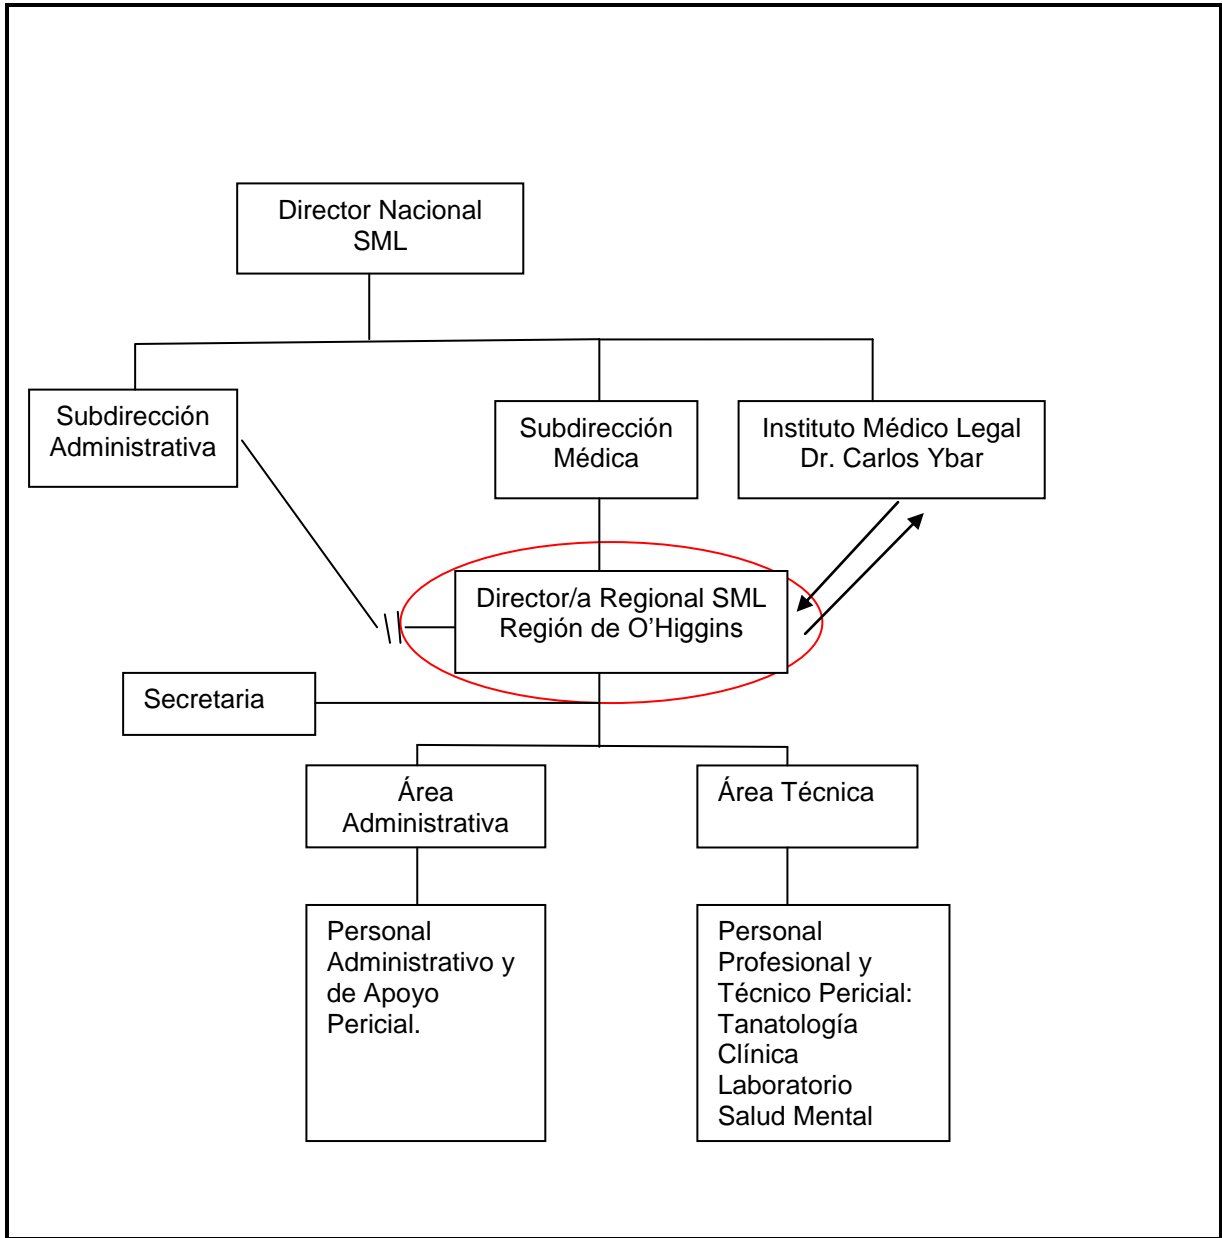 Director Nacional
SML
Subdirección
Administrativa
Subdirección
Médica
Instituto Médico Legal
Dr. Carlos Ybar
Director/a Regional SML
Región de O’Higgins
Secretaria
Área
Administrativa
Área Técnica
Personal
Administrativo y
de Apoyo
Pericial.
Personal
Profesional y
Técnico Pericial:
Tanatología
Clínica
Laboratorio
Salud Mental